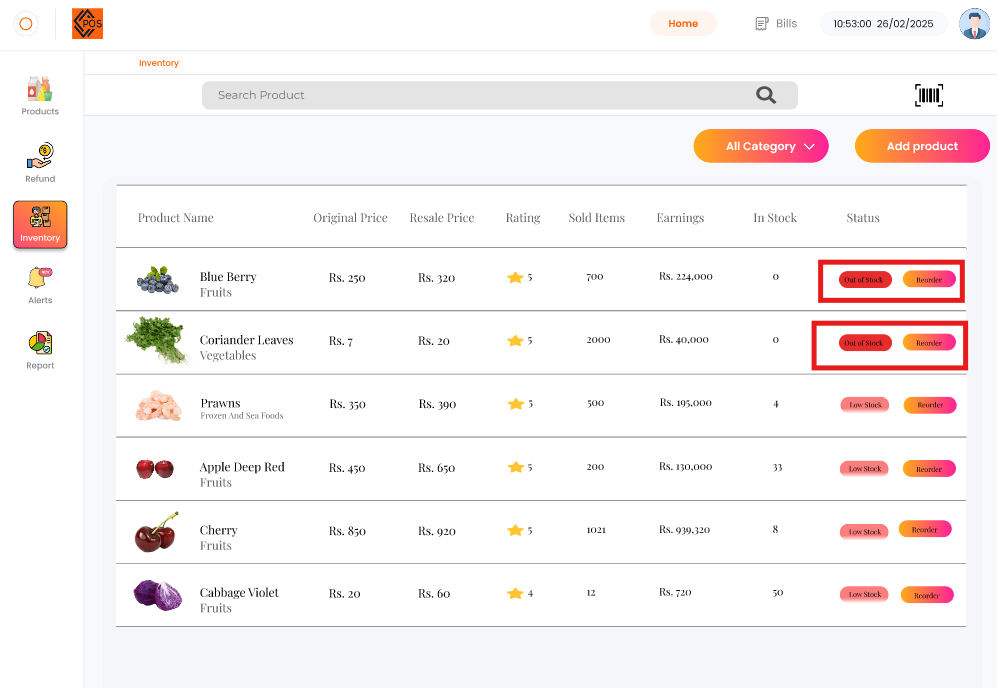 POS
Home
Bills
10:53:00 26/02/2025
Inventory
Search Product
Products
Refund
Inventory
Alerts
Report
All Category
Add product
Product Name Original Price Resale Price Rating Sold Items Earnings In Stock Status
Blue Berry Rs. 250 Rs. 320 5 700 Rs. 224,000 0 Out of Stock Reorder
Fruits
Coriander Leaves Rs. 7 Rs. 20 5 2000 Rs. 40,000 0 Out of Stock Reorder
Vegetables
Prawns Rs. 350 Rs. 390 5 500 Rs. 195,000 4 Low Stock Reorder
Frozen And Sea Foods
Apple Deep Red Rs. 450 Rs. 650 5 200 Rs. 130,000 33 Low Stock Reorder
Fruits
Cherry Rs. 850 Rs. 920 5 1021 Rs. 939,320 8 Low Stock Reorder
Fruits
Cabbage Violet Rs. 20 Rs. 60 4 12 Rs. 720 50 Low Stock Reorder
Fruits